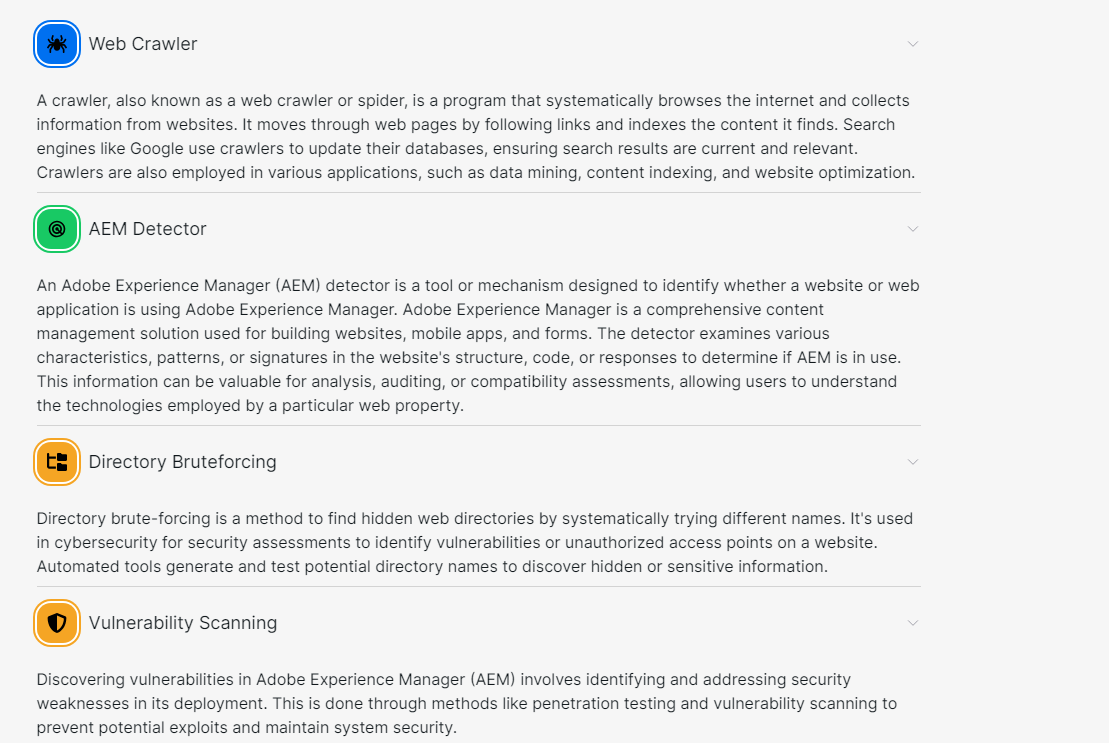 Web Crawler
A crawler, also known as a web crawler or spider, is a program that systematically browses the internet and collects
information from websites. It moves through web pages by following links and indexes the content it finds. Search
engines like Google use crawlers to update their databases, ensuring search results are current and relevant.
Crawlers are also employed in various applications, such as data mining, content indexing, and website optimization.
AEM Detector
An Adobe Experience Manager (AEM) detector is a tool or mechanism designed to identify whether a website or web
application is using Adobe Experience Manager. Adobe Experience Manager is a comprehensive content
management solution used for building websites, mobile apps, and forms. The detector examines various
characteristics, patterns, or signatures in the website's structure, code, or responses to determine if AEM is in use.
This information can be valuable for analysis, auditing, or compatibility assessments, allowing users to understand
the technologies employed by a particular web property.
Directory Bruteforcing
Directory brute-forcing is a method to find hidden web directories by systematically trying different names. It's used
in cybersecurity for security assessments to identify vulnerabilities or unauthorized access points on a website.
Automated tools generate and test potential directory names to discover hidden or sensitive information.
Vulnerability Scanning
Discovering vulnerabilities in Adobe Experience Manager (AEM) involves identifying and addressing security
weaknesses in its deployment. This is done through methods like penetration testing and vulnerability scanning to
prevent potential exploits and maintain system security.